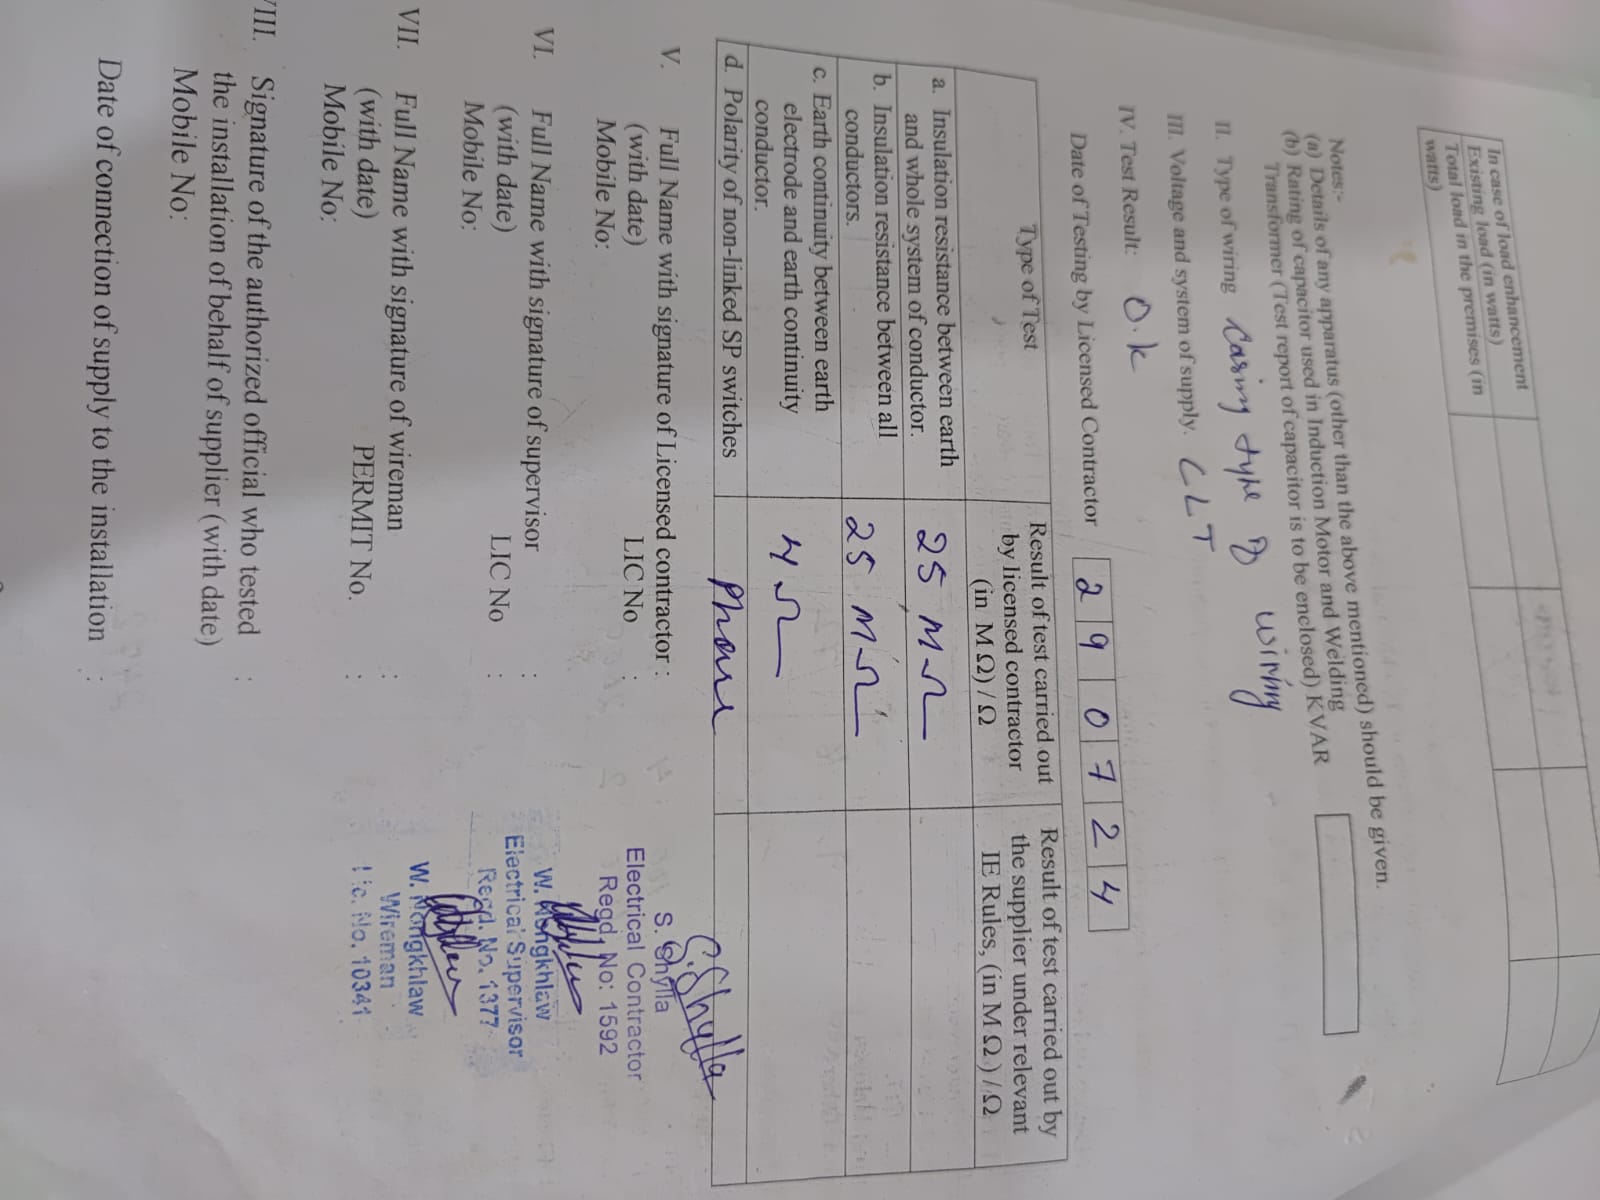 In case of load enhancement
Existing load (in watts)
Total load in the premises (in
watts)
Notes:-
(a) Details of any apparatus (other than the above mentioned) should be given.
(b) Rating of capacitor used in Induction Motor and Welding
Transformer (Test report of capacitor is to be enclosed) KVAR
II. Type of wiring casing type wiring
III. Voltage and system of supply. CLT
IV. Test Result: O.k
Date of Testing by Licensed Contractor 2 9 0 7 2 4
Type of Test
Result of test carried out
by licensed contractor
(in M Ω) / Ω
Result of test carried out by
the supplier under relevant
IE Rules, (in M Ω ) / Ω
a. Insulation resistance between earth
and whole system of conductor.
25 M Ω
b. Insulation resistance between all
conductors.
25 M Ω
c. Earth continuity between earth
electrode and earth continuity
conductor.
4 Ω
d. Polarity of non-linked SP switches
Phase
V. Full Name with signature of Licensed contractor :
(with date) LIC No :
Mobile No:
S. Shylla
S. Shylla
Electrical Contractor
Regd. No: 1592
VI. Full Name with signature of supervisor :
(with date) LIC No :
Mobile No:
W. Nongkhlaw
Electrical Supervisor
Regd. No. 1377
VII. Full Name with signature of wireman :
(with date) PERMIT No. :
Mobile No:
W. Nongkhlaw
Wireman
Lic. No. 10341
VIII. Signature of the authorized official who tested :
the installation of behalf of supplier (with date)
Mobile No:
Date of connection of supply to the installation :